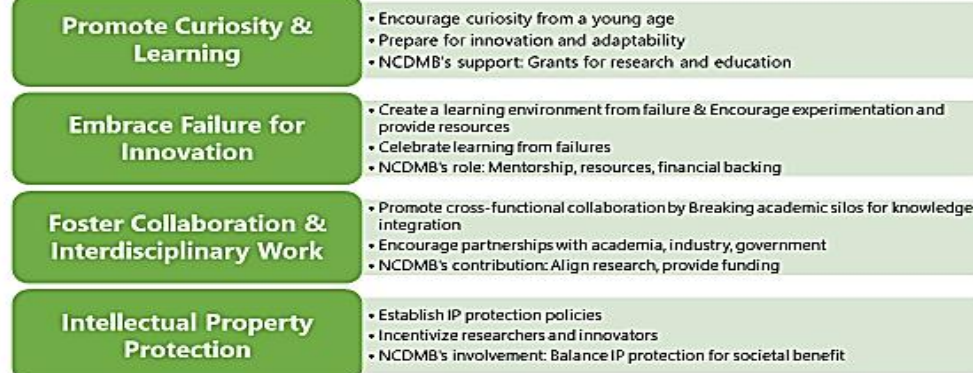 Promote Curiosity &
Learning
• Encourage curiosity from a young age
• Prepare for innovation and adaptability
• NCDMB's support: Grants for research and education
Embrace Failure for
Innovation
• Create a learning environment from failure & Encourage experimentation and
provide resources
• Celebrate learning from failures
• NCDMB's role: Mentorship, resources, financial backing
Foster Collaboration &
Interdisciplinary Work
• Promote cross-functional collaboration by Breaking academic silos for knowledge
integration
• Encourage partnerships with academia, industry, government
• NCDMB's contribution: Align research, provide funding
Intellectual Property
Protection
• Establish IP protection policies
• Incentivize researchers and innovators
• NCDMB's involvement: Balance IP protection for societal benefit